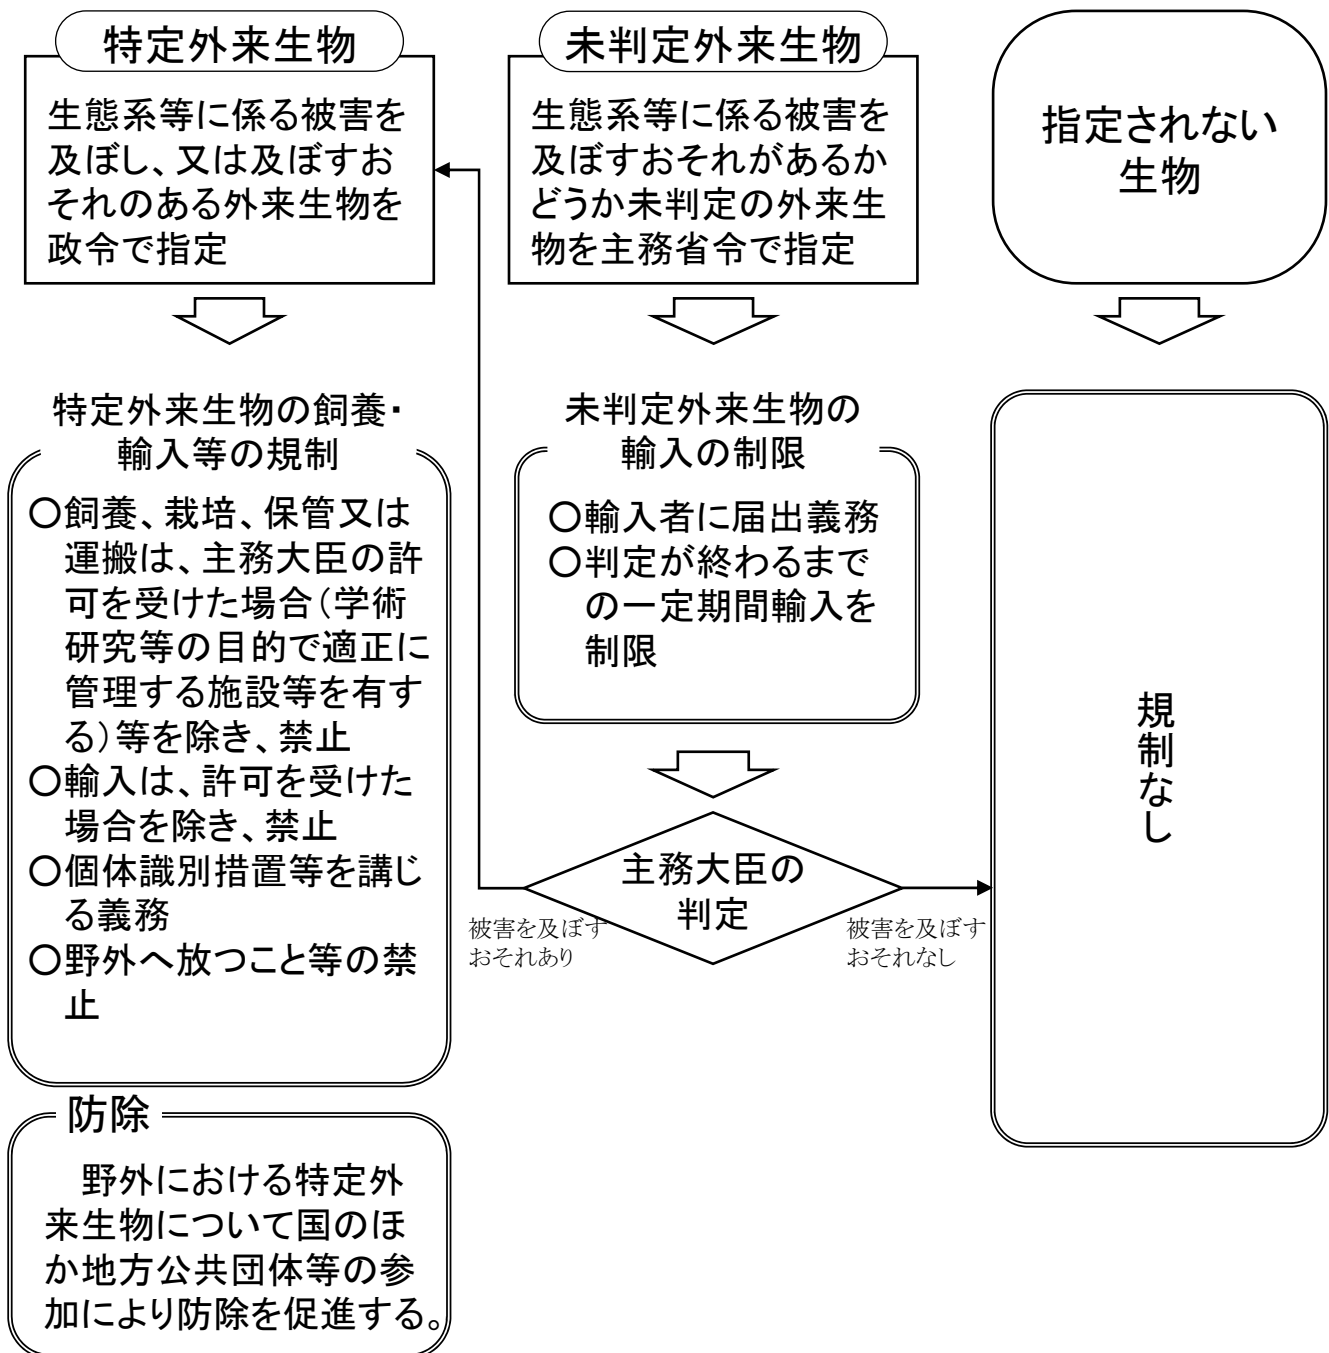 特定外来生物
生態系等に係る被害を
及ぼし、又は及ぼすお
それのある外来生物を
政令で指定
未判定外来生物
生態系等に係る被害を
及ぼすおそれがあるか
どうか未判定の外来生
物を主務省令で指定
指定されない
生物
特定外来生物の飼養・
輸入等の規制
○飼養、栽培、保管又は
運搬は、主務大臣の許
可を受けた場合（学術
研究等の目的で適正に
管理する施設等を有す
る）等を除き、禁止
○輸入は、許可を受けた
場合を除き、禁止
○個体識別措置等を講じ
る義務
○野外へ放つこと等の禁
止
未判定外来生物の
輸入の制限
○輸入者に届出義務
○判定が終わるまで
の一定期間輸入を
制限
主務大臣の
判定
被害を及ぼす
おそれあり
被害を及ぼす
おそれなし
規制なし
防除
野外における特定外
来生物について国のほ
か地方公共団体等の参
加により防除を促進する。